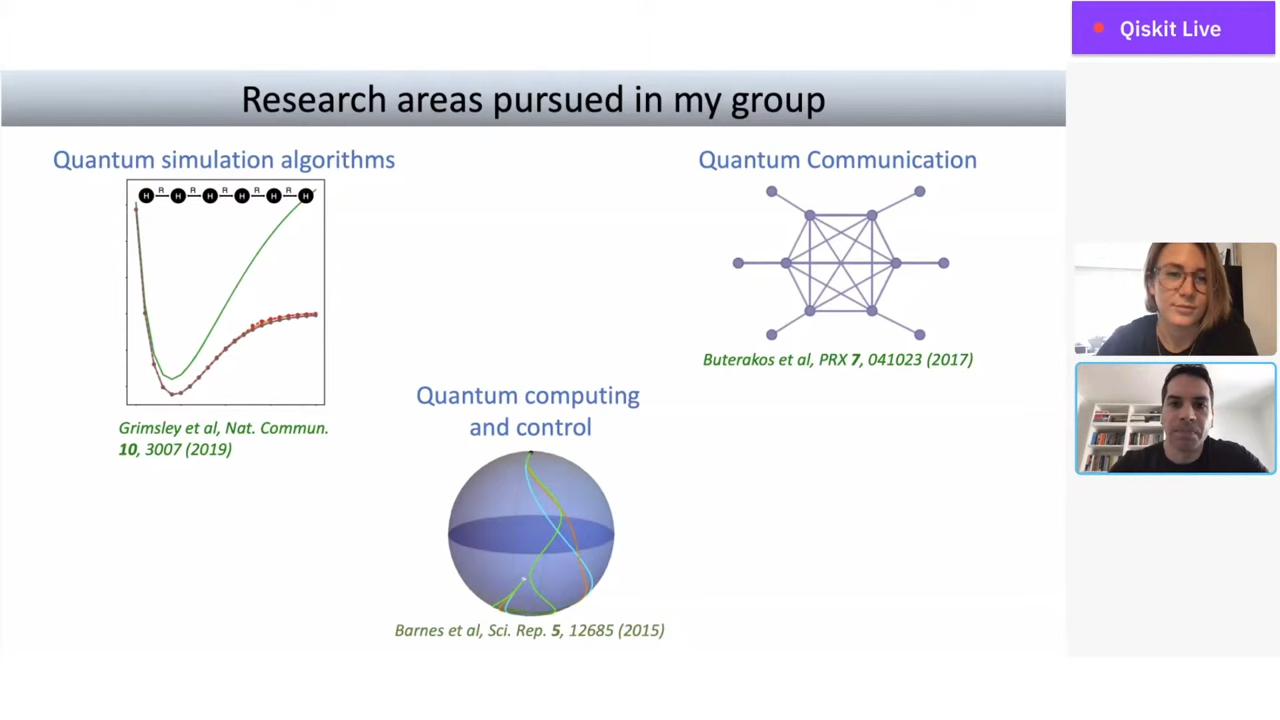 Qiskit Live
Research areas pursued in my group
Quantum simulation algorithms
H R H R H R H R H R H
Grimsley et al, Nat. Commun.
10, 3007 (2019)
Quantum computing
and control
Barnes et al, Sci. Rep. 5, 12685 (2015)
Quantum Communication
Buterakos et al, PRX 7, 041023 (2017)